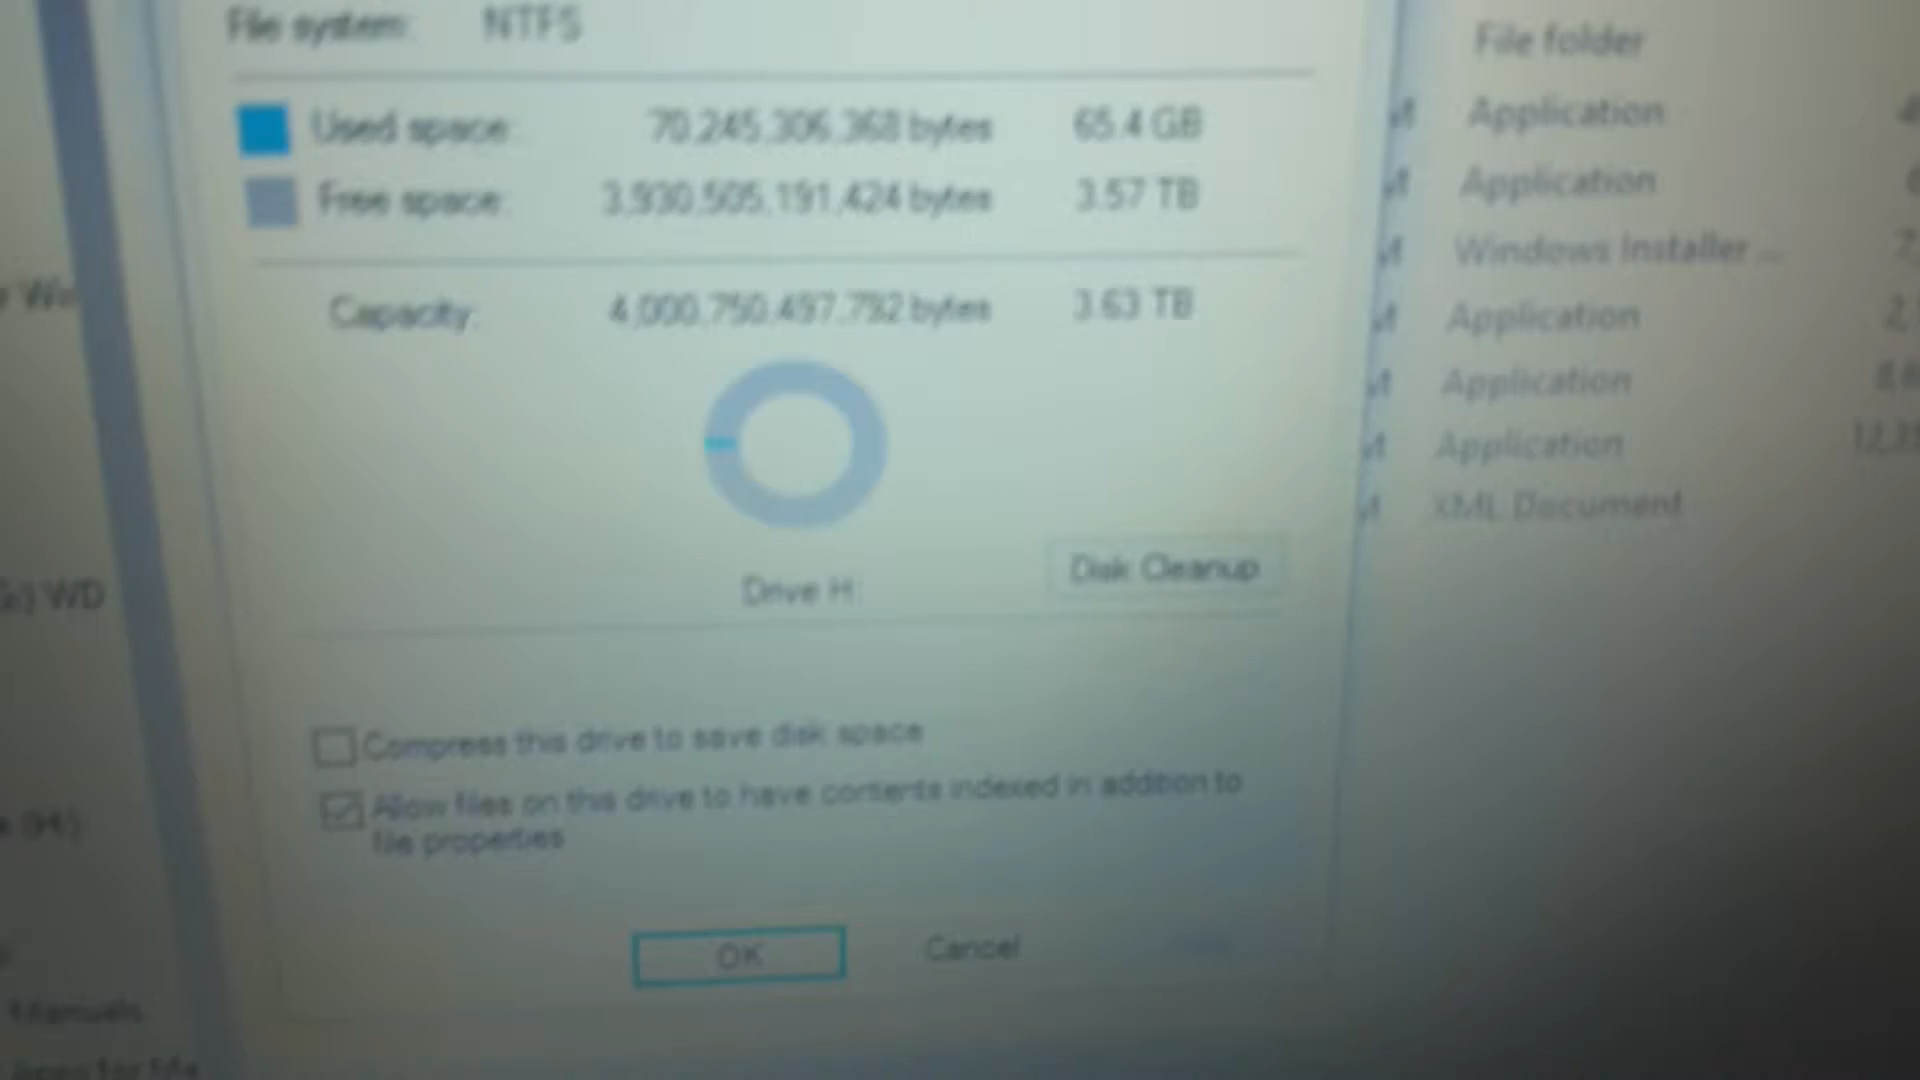 File system: NTFS
Used space: 70,245,306,368 bytes 65.4 GB
Free space: 3,930,505,191,424 bytes 3.57 TB
Capacity: 4,000,750,497,792 bytes 3.63 TB
Drive H:
Disk Cleanup
Compress this drive to save disk space
Allow files on this drive to have contents indexed in addition to
file properties
OK Cancel
File folder
Application
Application
Windows Installer ...
Application
Application
Application
XML Document
WD
(H:)
Manuals